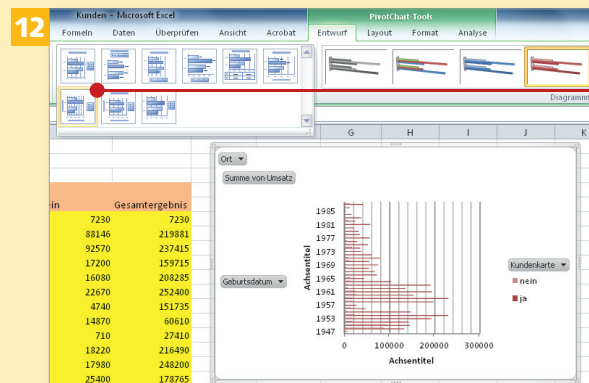 12
Kunden - Microsoft Excel
PivotChart-Tools
Formeln Daten Überprüfen Ansicht Acrobat Entwurf Layout Format Analyse
G H I J K
Ort
Summe von Umsatz
Gesamtergebnis
7230 7230
88146 219881
92570 237415
17200 159715
16080 208285
22670 252400
4740 151735
14870 60610
710 27410
18220 216490
17980 248200
25400 178765
Geburtsdatum
Achsentitel
1985
1981
1977
1973
1969
1965
1961
1957
1953
1947
0 100000 200000 300000
Achsentitel
Kundenkarte
nein
ja